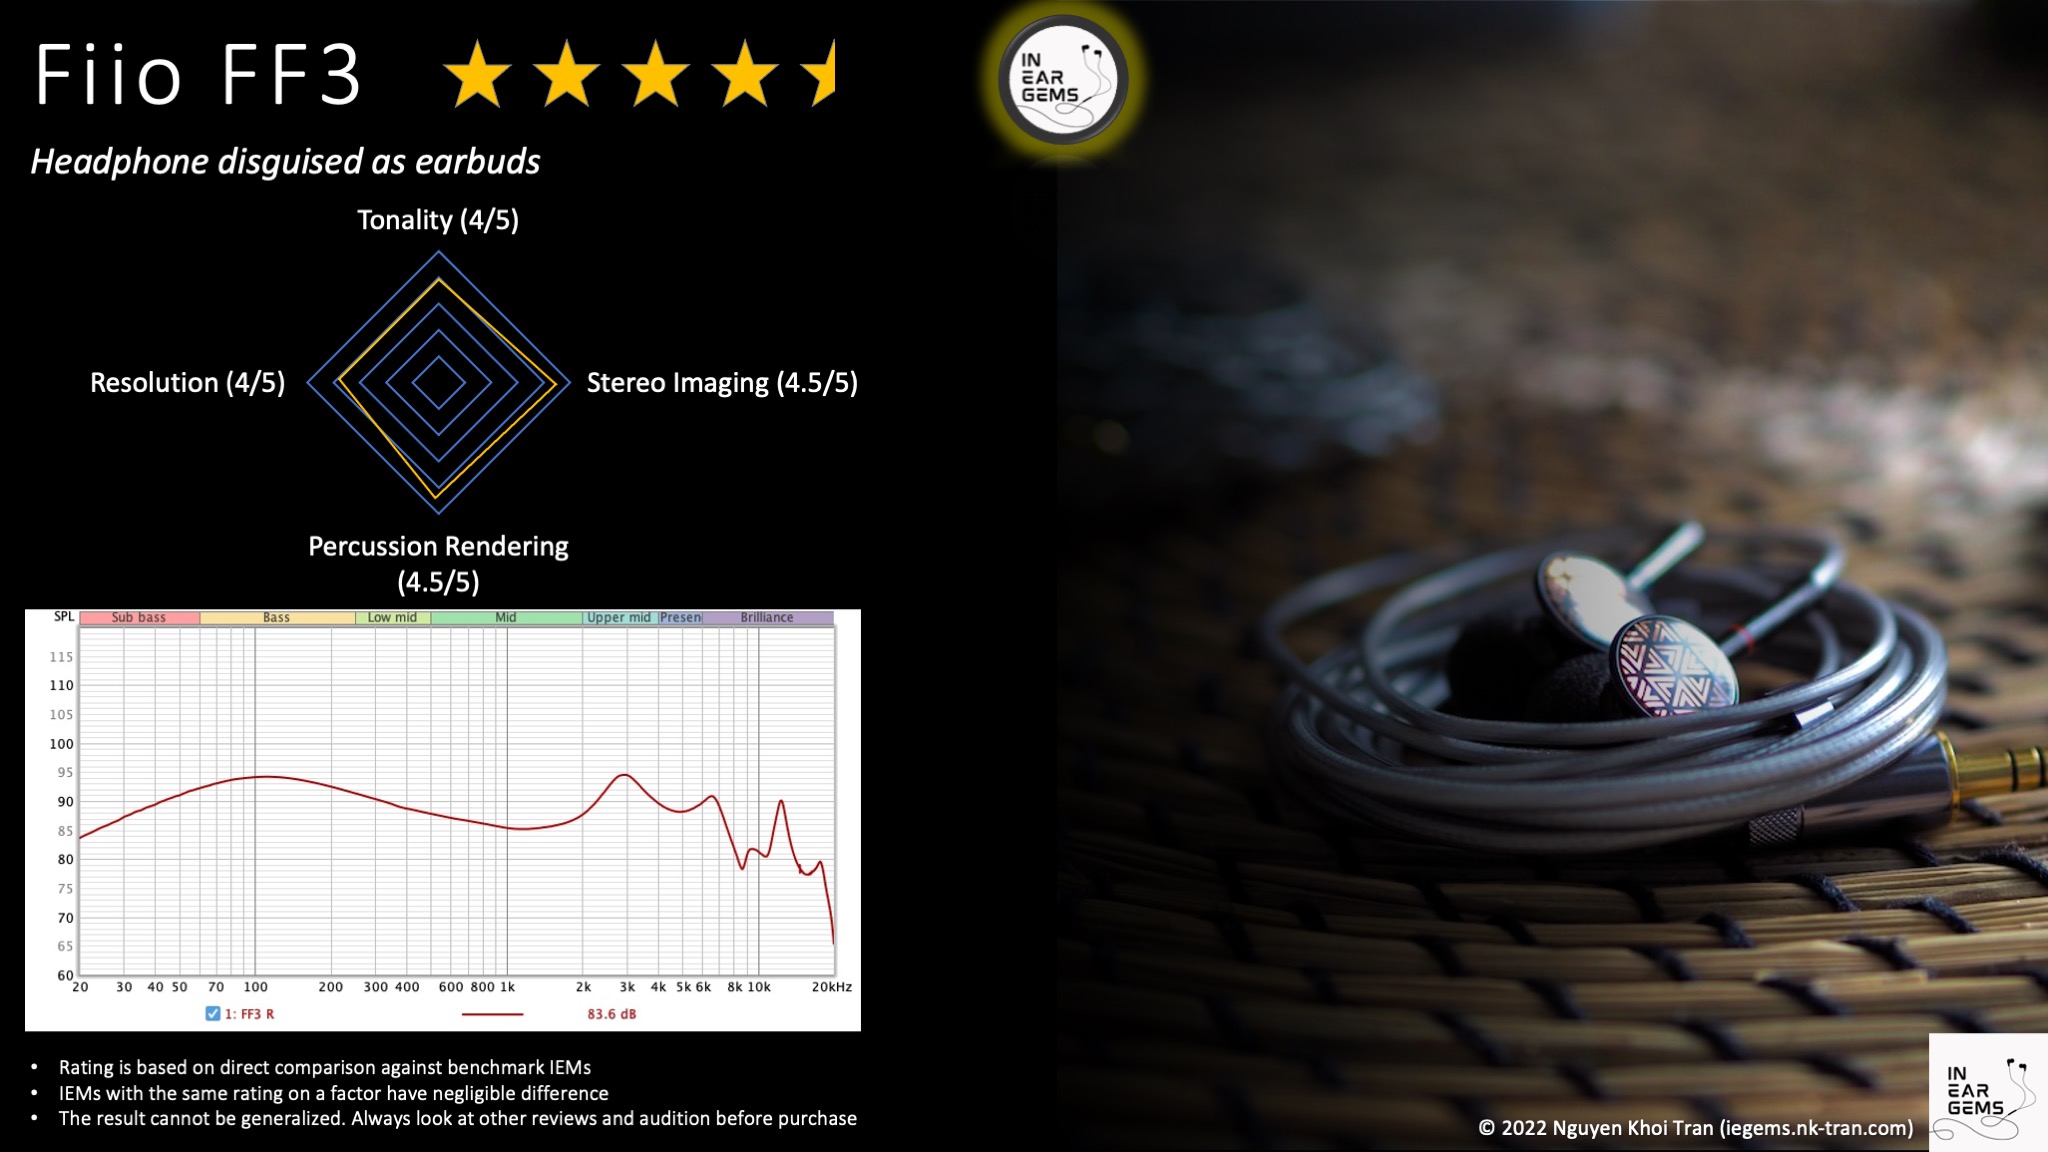 Fiio FF3
Headphone disguised as earbuds
IN
EAR
GEMS
Tonality (4/5)
Resolution (4/5)
Stereo Imaging (4.5/5)
Percussion Rendering
(4.5/5)
SPL Sub bass Bass Low mid Mid Upper mid Presen Brilliance
115
110
105
100
95
90
85
80
75
70
65
60
20 30 40 50 70 100 200 300 400 600 800 1k 2k 3k 4k 5k 6k 8k 10k 20kHz
1: FF3 R 83.6 dB
• Rating is based on direct comparison against benchmark IEMs
• IEMs with the same rating on a factor have negligible difference
• The result cannot be generalized. Always look at other reviews and audition before purchase
© 2022 Nguyen Khoi Tran (iegems.nk-tran.com)
IN
EAR
GEMS